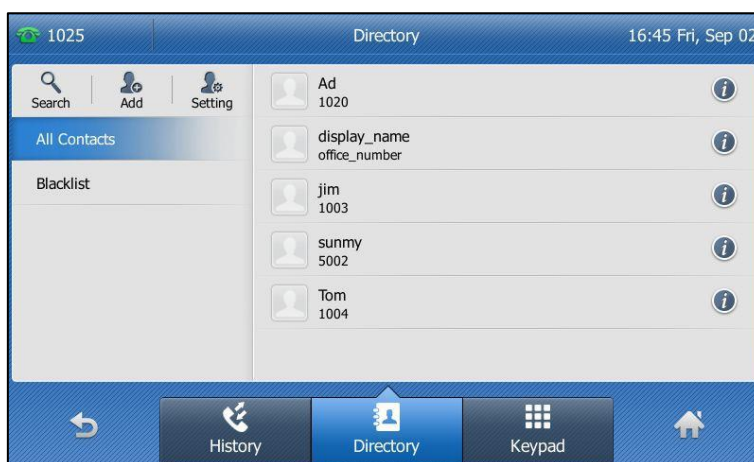 1025
Directory
16:45 Fri, Sep 02
Search
Add
Setting
All Contacts
Blacklist
Ad
1020
display_name
office_number
jim
1003
sunmy
5002
Tom
1004
History
Directory
Keypad